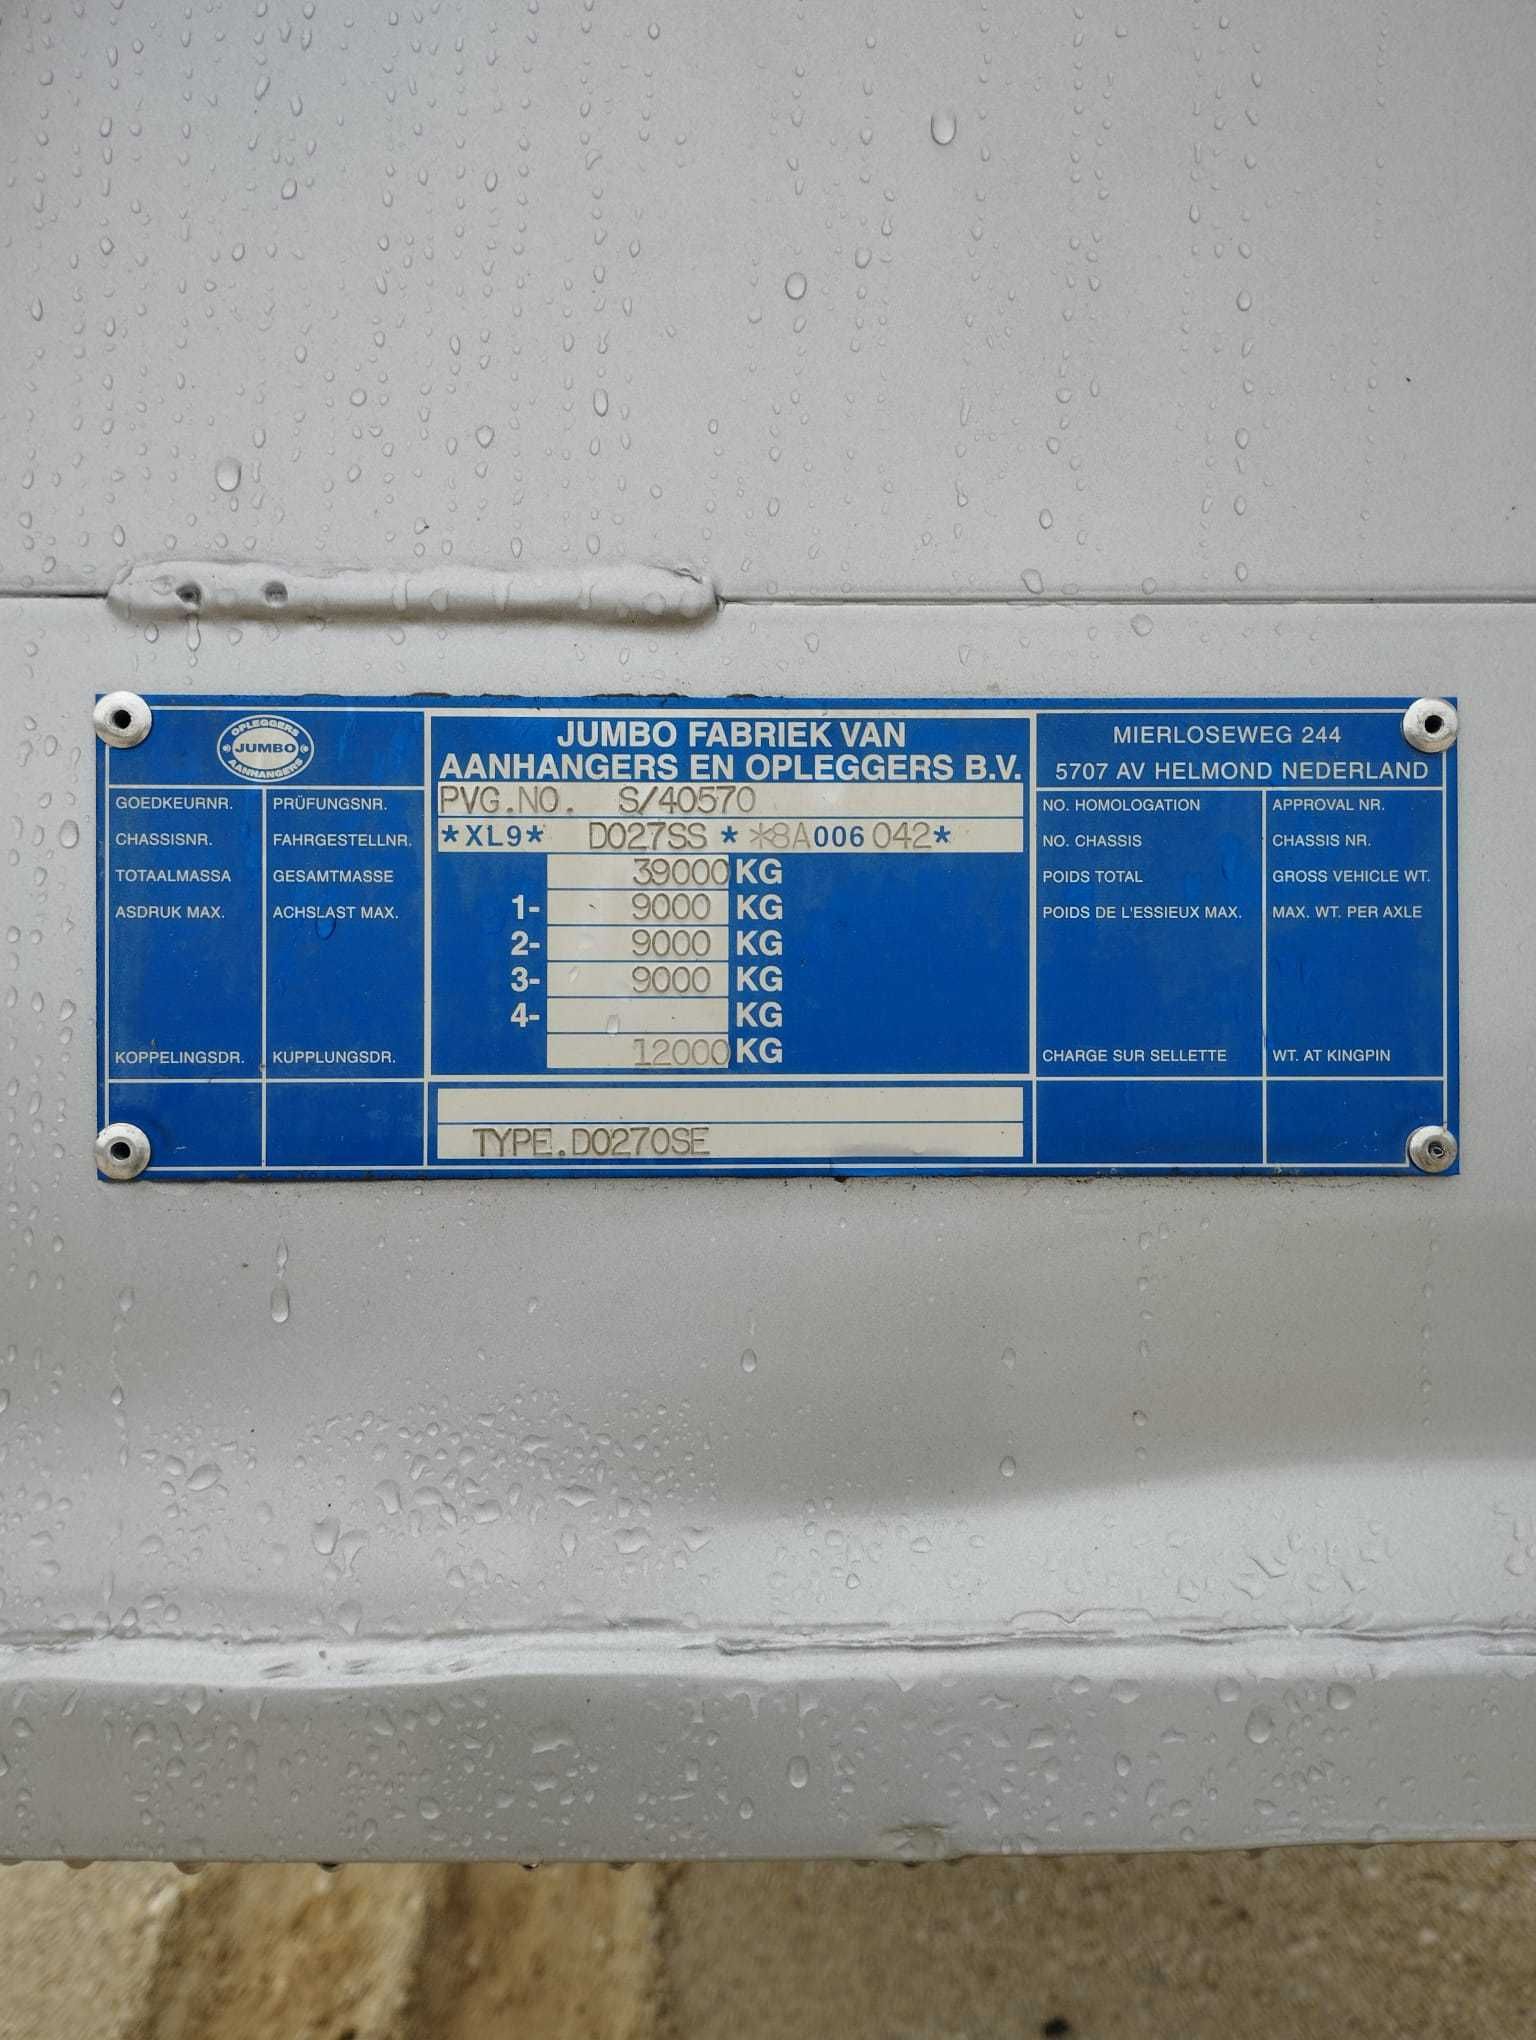 OPLEGGERS
JUMBO
AANHANGERS
JUMBO FABRIEK VAN
AANHANGERS EN OPLEGGERS B.V.
MIERLOSEWEG 244
5707 AV HELMOND NEDERLAND
GOEDKEURNR. PRÜFUNGSNR. PVG.NO. S/40570 NO. HOMOLOGATION APPROVAL NR.
CHASSISNR. FAHRGESTELLNR. *XL9* D027SS * *8A006042* NO. CHASSIS CHASSIS NR.
TOTAALMASSA GESAMTMASSE 39000 KG POIDS TOTAL GROSS VEHICLE WT.
ASDRUK MAX. ACHSLAST MAX. 1- 9000 KG POIDS DE L'ESSIEUX MAX. MAX. WT. PER AXLE
2- 9000 KG
3- 9000 KG
4- KG
KOPPELINGSDR. KUPPLUNGSDR. 12000 KG CHARGE SUR SELLETTE WT. AT KINGPIN
TYPE.D0270SE